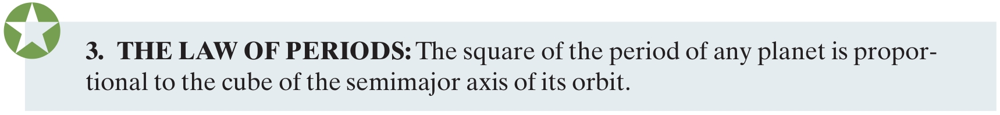 3. THE LAW OF PERIODS: The square of the period of any planet is propor-
tional to the cube of the semimajor axis of its orbit.